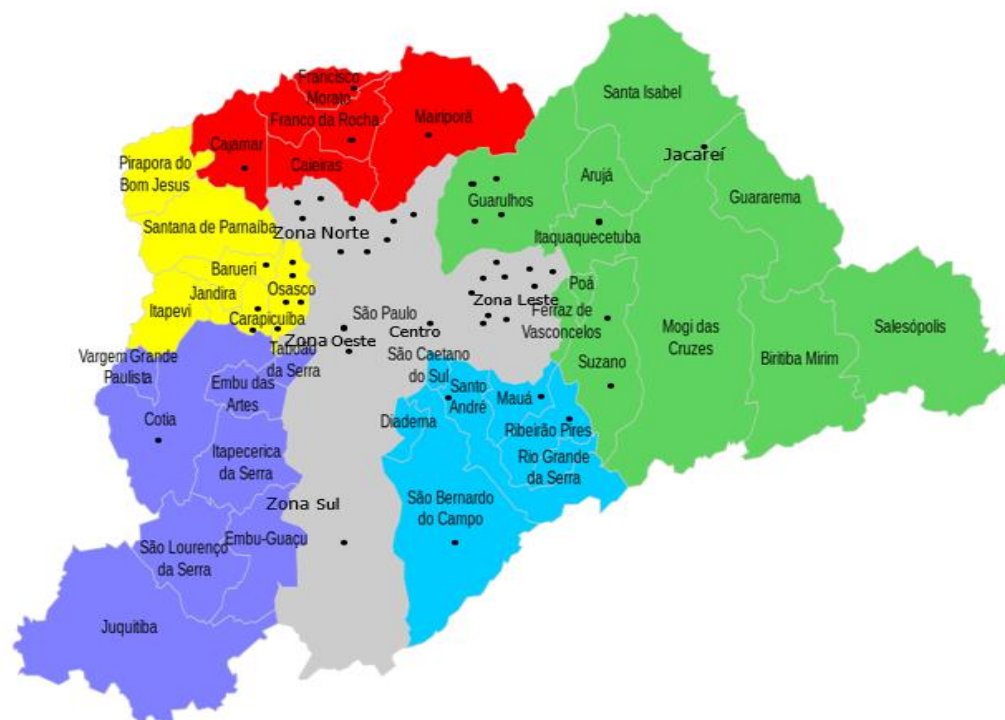 Francisco
Morato
Franco da Rocha
Mairiporã
Cajamar
Caieiras
Santa Isabel
Jacareí
Arujá
Guararema
Guarulhos
Itaquaquecetuba
Pirapora do
Bom Jesus
Santana de Parnaíba
Zona Norte
Barueri
Jandira
Osasco
Itapevi
Carapicuíba
São Paulo
Centro
Zona Leste
Poá
Ferraz de
Vasconcelos
Mogi das
Cruzes
Salesópolis
Biritiba Mirim
Suzano
Zona Oeste
Taboão
da Serra
Vargem Grande
Paulista
Embu das
Artes
São Caetano
do Sul
Santo
André
Mauá
Diadema
Ribeirão Pires
Rio Grande
da Serra
Cotia
Itapecerica
da Serra
São Bernardo
do Campo
Zona Sul
Embu-Guaçu
São Lourenço
da Serra
Juquitiba